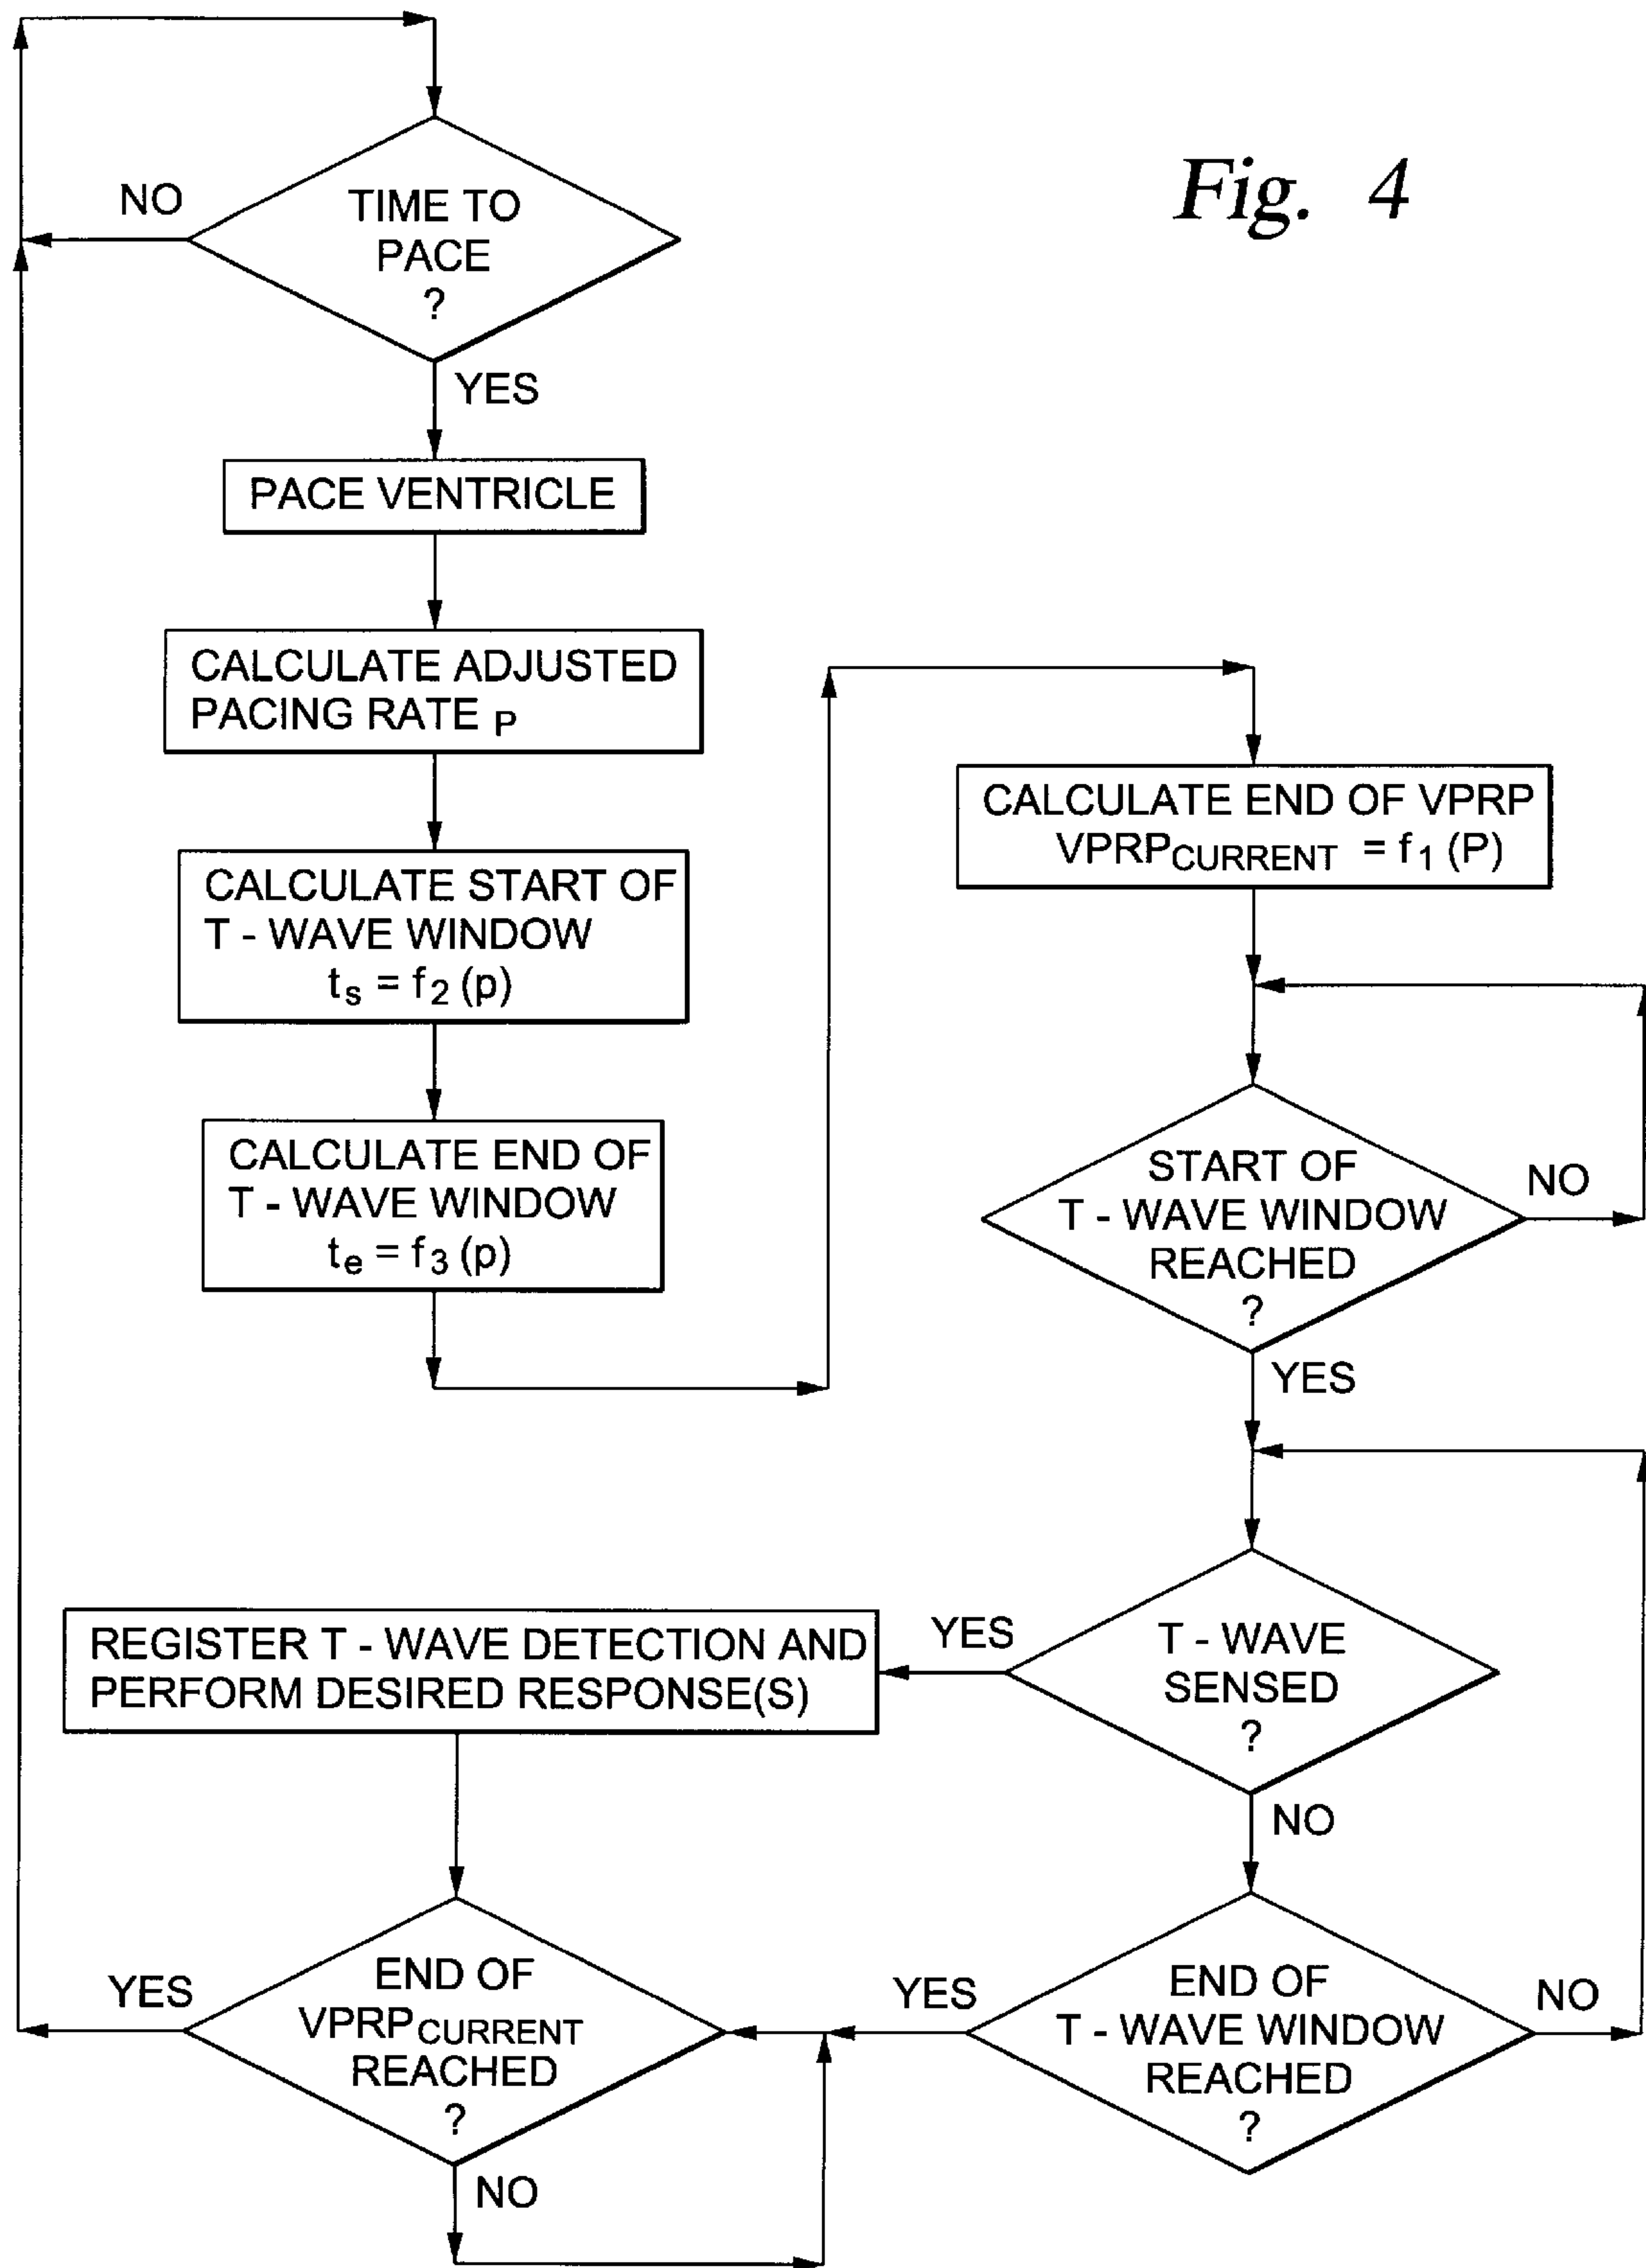 Fig. 4
TIME TO
PACE
?
NO
YES
PACE VENTRICLE
CALCULATE ADJUSTED
PACING RATE P
CALCULATE START OF
T - WAVE WINDOW
ts = f2 (p)
CALCULATE END OF
T - WAVE WINDOW
te = f3 (p)
CALCULATE END OF VPRP
VPRPCURRENT = f1 (P)
START OF
T - WAVE WINDOW
REACHED
?
NO
YES
T - WAVE
SENSED
?
YES
NO
REGISTER T - WAVE DETECTION AND
PERFORM DESIRED RESPONSE(S)
END OF
T - WAVE WINDOW
REACHED
?
NO
YES
END OF
VPRPCURRENT
REACHED
?
YES
NO